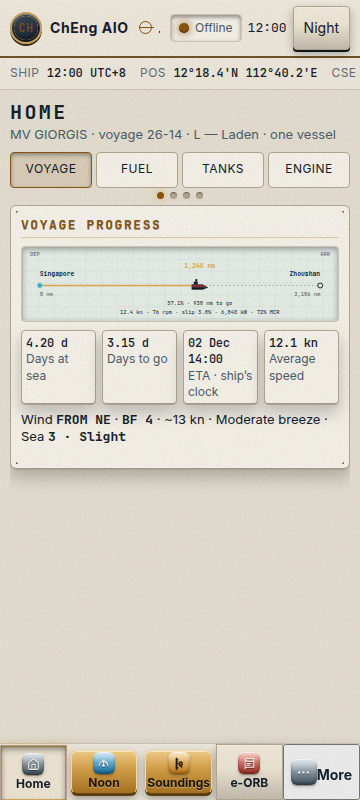 CH
ChEng AIO
Offline
12:00
Night
SHIP 12:00 UTC+8 POS 12°18.4'N 112°40.2'E CSE
HOME
MV GIORGIS · voyage 26-14 · L — Laden · one vessel
VOYAGE
FUEL
TANKS
ENGINE
VOYAGE PROGRESS
DEP
ARR
1,248 nm
Singapore
Zhoushan
0 nm
2,186 nm
57.1% · 938 nm to go
12.4 kn · 76 rpm · slip 3.8% · 6,840 kW · 72% MCR
4.20 d
Days at
sea
3.15 d
Days to go
02 Dec
14:00
ETA · ship's
clock
12.1 kn
Average
speed
Wind FROM NE · BF 4 · ~13 kn · Moderate breeze ·
Sea 3 · Slight
Home
Noon
Soundings
e-ORB
More